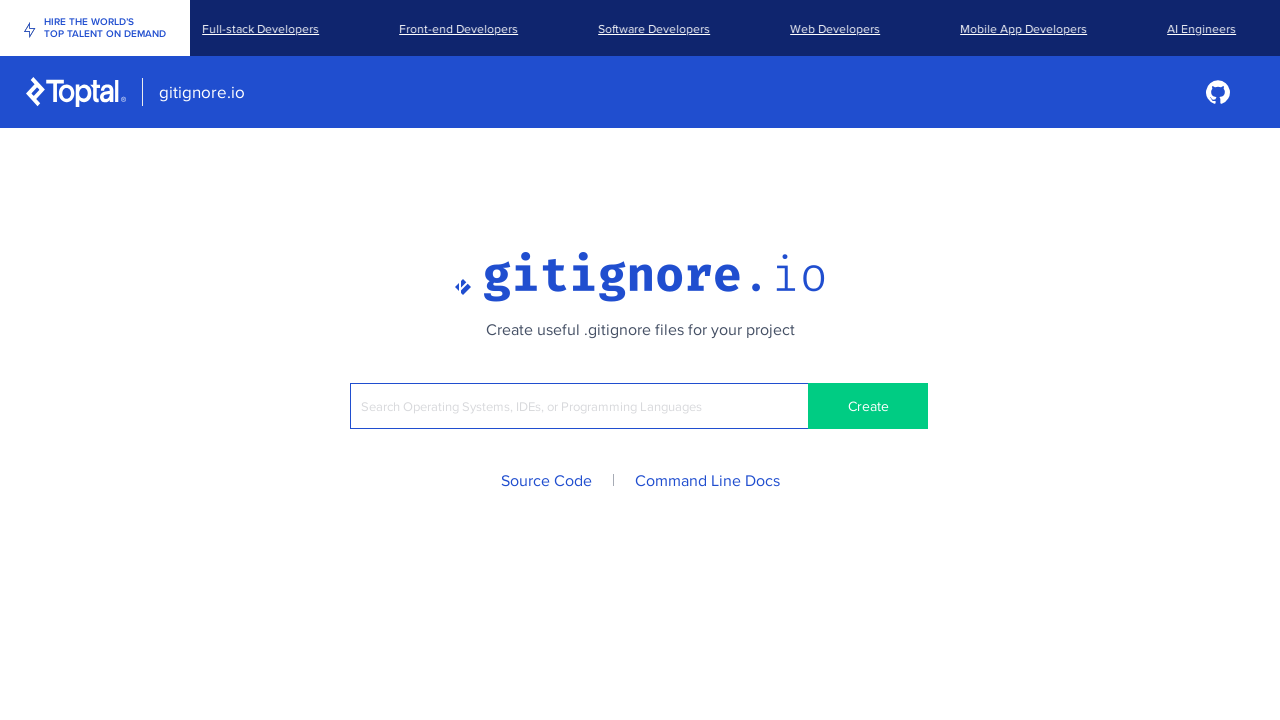 HIRE THE WORLD'S
TOP TALENT ON DEMAND
Full-stack Developers
Front-end Developers
Software Developers
Web Developers
Mobile App Developers
AI Engineers
Toptal®
gitignore.io
gitignore.io
Create useful .gitignore files for your project
Search Operating Systems, IDEs, or Programming Languages
Create
Source Code
Command Line Docs